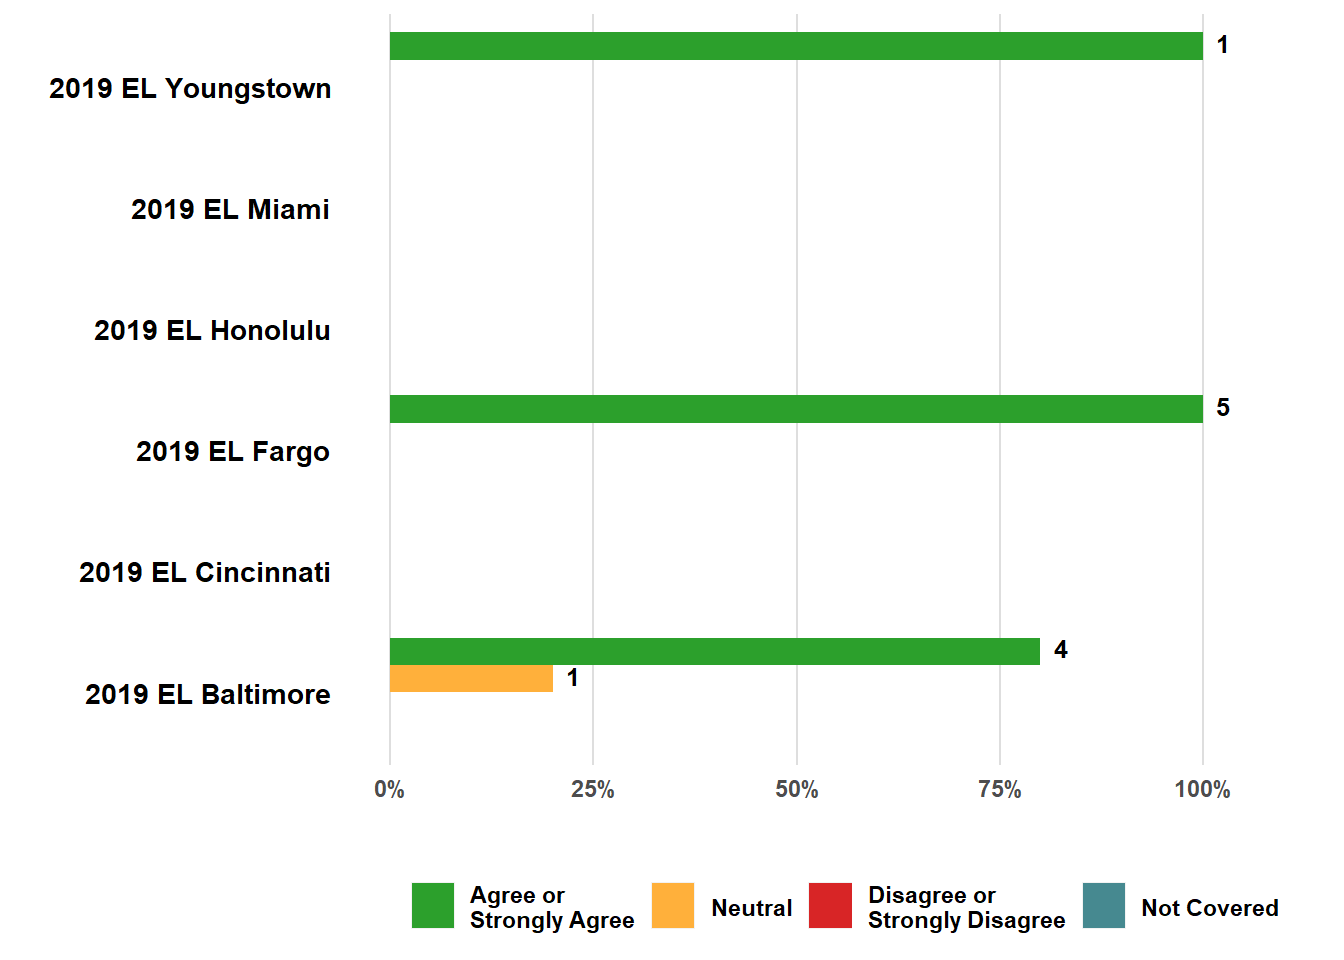 1
2019 EL Youngstown
2019 EL Miami
2019 EL Honolulu
5
2019 EL Fargo
2019 EL Cincinnati
4
1
2019 EL Baltimore
0% 25% 50% 75% 100%
Agree or
Strongly Agree
Neutral
Disagree or
Strongly Disagree
Not Covered